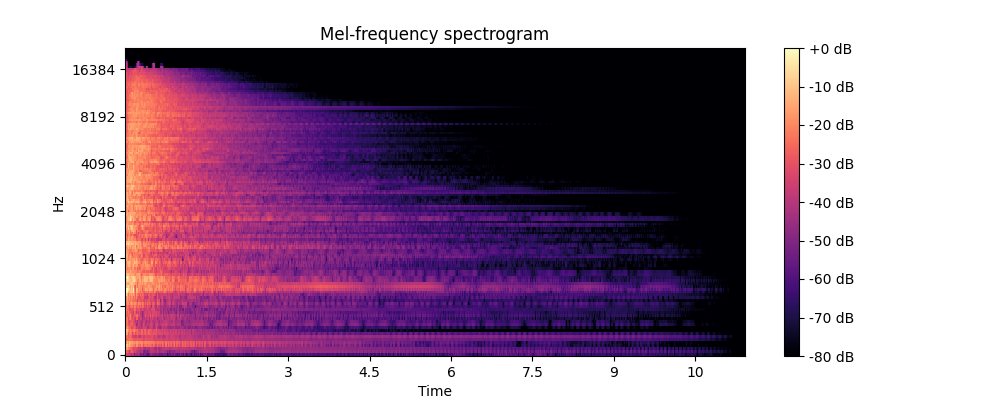 Mel-frequency spectrogram
Hz
16384
8192
4096
2048
1024
512
0
0 1.5 3 4.5 6 7.5 9 10
Time
+0 dB
-10 dB
-20 dB
-30 dB
-40 dB
-50 dB
-60 dB
-70 dB
-80 dB